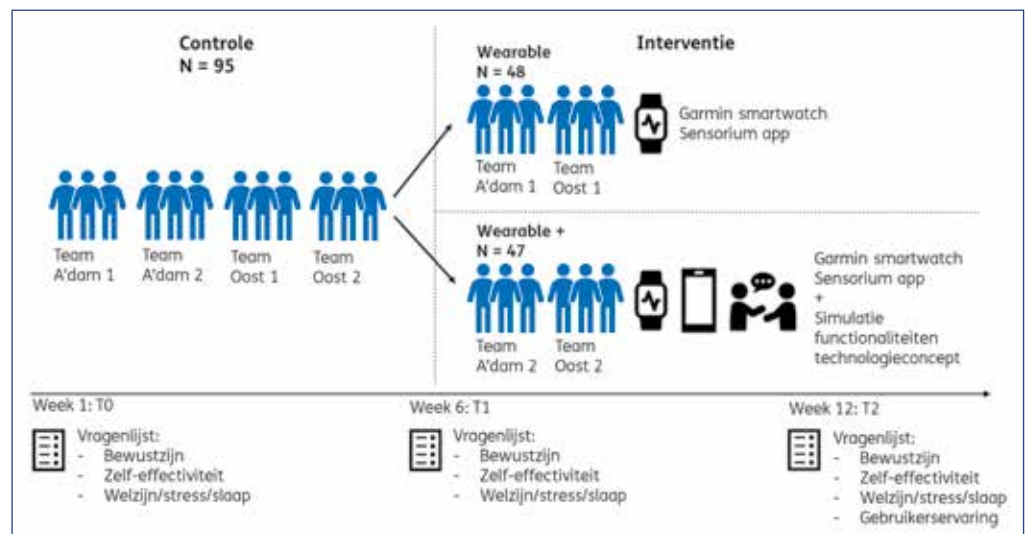 Controle
N = 95
Team
A'dam 1
Team
A'dam 2
Team
Oost 1
Team
Oost 2
Interventie
Wearable
N = 48
Team
A'dam 1
Team
Oost 1
Garmin smartwatch
Sensorium app
Wearable +
N = 47
Team
A'dam 2
Team
Oost 2
Garmin smartwatch
Sensorium app
+
Simulatie
functionaliteiten
technologieconcept
Week 1: T0
Vragenlijst:
- Bewustzijn
- Zelf-effectiviteit
- Welzijn/stress/slaap
Week 6: T1
Vragenlijst:
- Bewustzijn
- Zelf-effectiviteit
- Welzijn/stress/slaap
Week 12: T2
Vragenlijst:
- Bewustzijn
- Zelf-effectiviteit
- Welzijn/stress/slaap
- Gebruikerservaring